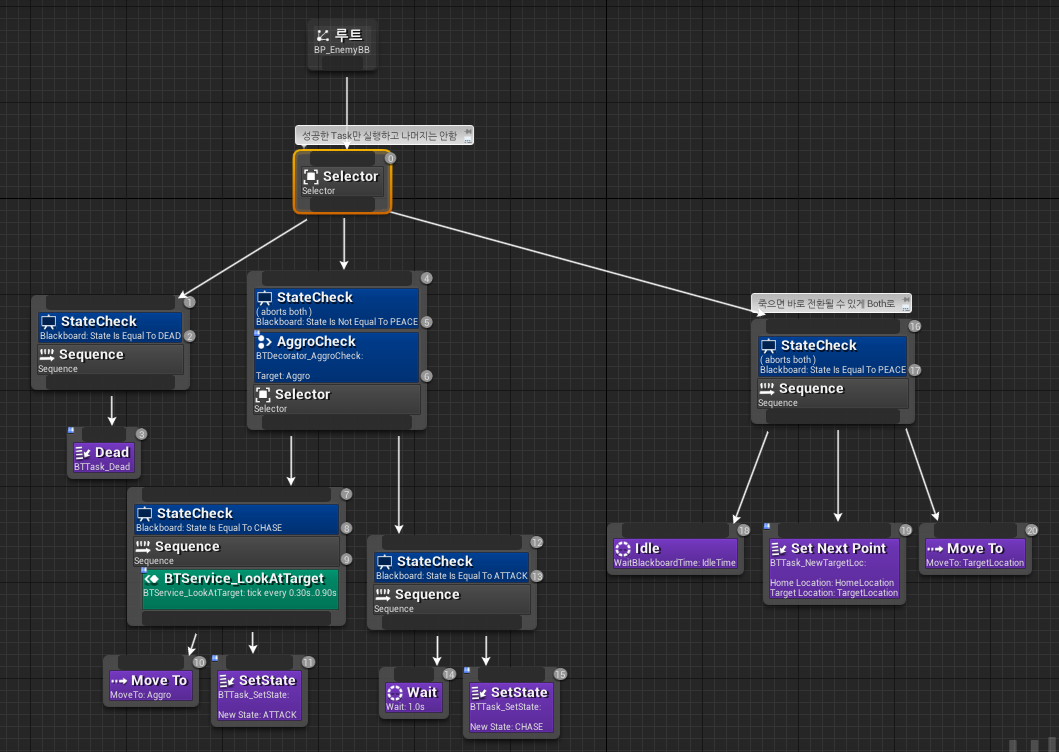 루트
BP_EnemyBB
성공한 Task만 실행하고 나머지는 안함
0
Selector
Selector
1
StateCheck
Blackboard: State Is Equal To DEAD
2
Sequence
Sequence
3
Dead
BTTask_Dead
4
StateCheck
( aborts both )
Blackboard: State Is Not Equal To PEACE
5
AggroCheck
BTDecorator_AggroCheck:
Target: Aggro
6
Selector
Selector
7
StateCheck
Blackboard: State Is Equal To CHASE
8
Sequence
Sequence
9
BTService_LookAtTarget
BTService_LookAtTarget: tick every 0.30s..0.90s
10
Move To
MoveTo: Aggro
11
SetState
BTTask_SetState:
New State: ATTACK
12
StateCheck
Blackboard: State Is Equal To ATTACK
13
Sequence
Sequence
14
Wait
Wait: 1.0s
15
SetState
BTTask_SetState:
New State: CHASE
죽으면 바로 전환될 수 있게 Both로
16
StateCheck
( aborts both )
Blackboard: State Is Equal To PEACE
17
Sequence
Sequence
18
Idle
WaitBlackboardTime: IdleTime
19
Set Next Point
BTTask_NewTargetLoc:
Home Location: HomeLocation
Target Location: TargetLocation
20
Move To
MoveTo: TargetLocation